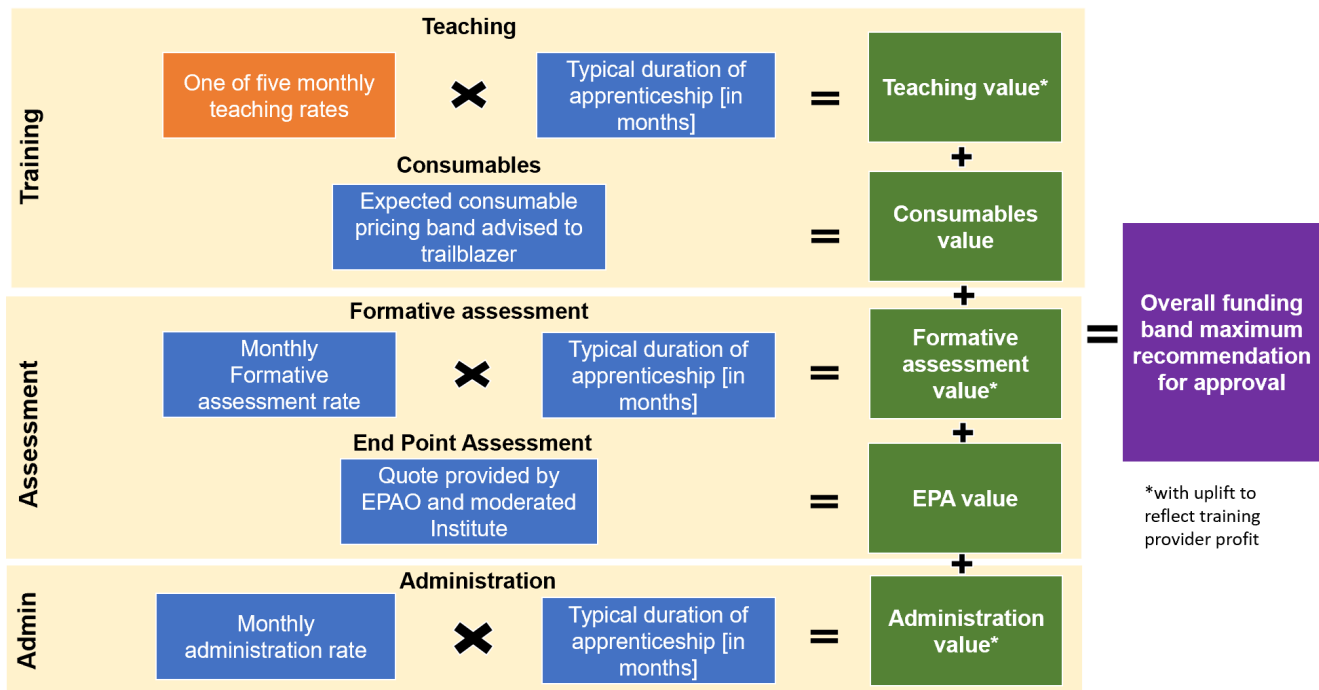 Training
Teaching
One of five monthly
teaching rates
Typical duration of
apprenticeship [in
months]
=
Teaching value*
+
Consumables
Expected consumable
pricing band advised to
trailblazer
=
Consumables
value
+
Assessment
Formative assessment
Monthly
Formative
assessment rate
Typical duration of
apprenticeship [in
months]
=
Formative
assessment
value*
+
End Point Assessment
Quote provided by
EPAO and moderated
Institute
=
EPA value
+
Admin
Administration
Monthly
administration rate
Typical duration of
apprenticeship [in
months]
=
Administration
value*
=
Overall funding
band maximum
recommendation
for approval
*with uplift to
reflect training
provider profit